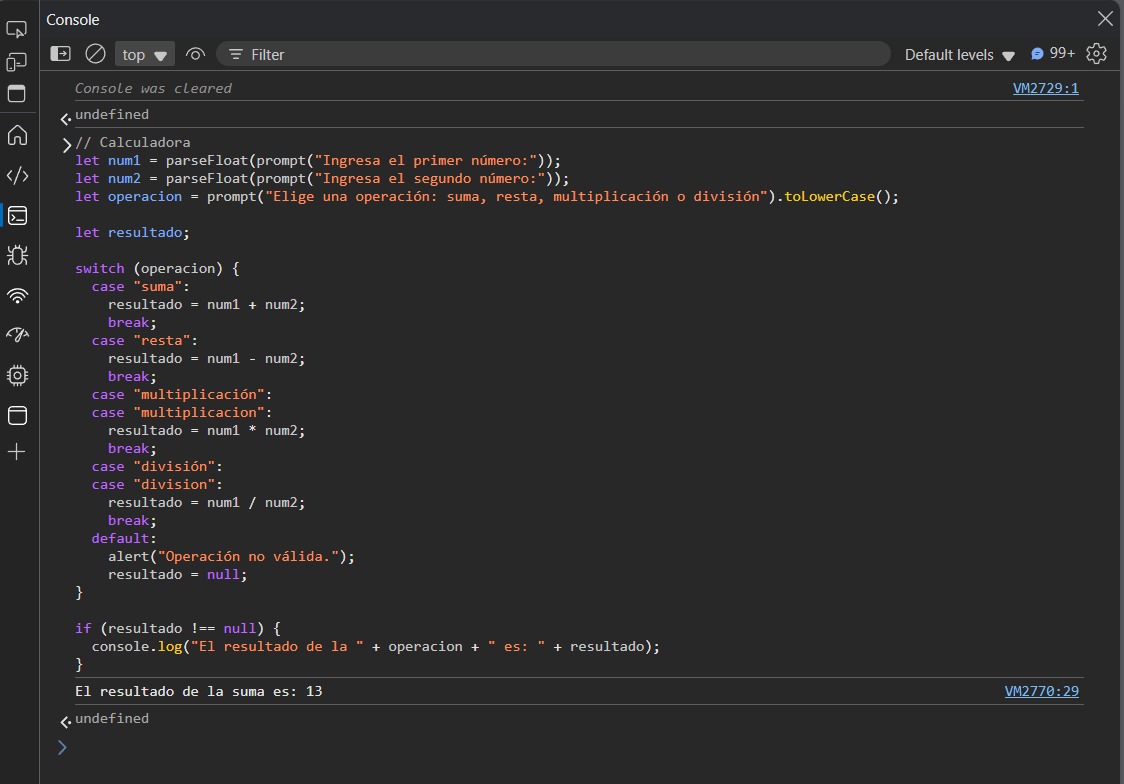 Console
top
Filter
Default levels
99+
Console was cleared VM2729:1
undefined
// Calculadora
let num1 = parseFloat(prompt("Ingresa el primer número:"));
let num2 = parseFloat(prompt("Ingresa el segundo número:"));
let operacion = prompt("Elige una operación: suma, resta, multiplicación o división").toLowerCase();
let resultado;
switch (operacion) {
  case "suma":
    resultado = num1 + num2;
    break;
  case "resta":
    resultado = num1 - num2;
    break;
  case "multiplicación":
  case "multiplicacion":
    resultado = num1 * num2;
    break;
  case "división":
  case "division":
    resultado = num1 / num2;
    break;
  default:
    alert("Operación no válida.");
    resultado = null;
}
if (resultado !== null) {
  console.log("El resultado de la " + operacion + " es: " + resultado);
}
El resultado de la suma es: 13 VM2770:29
undefined